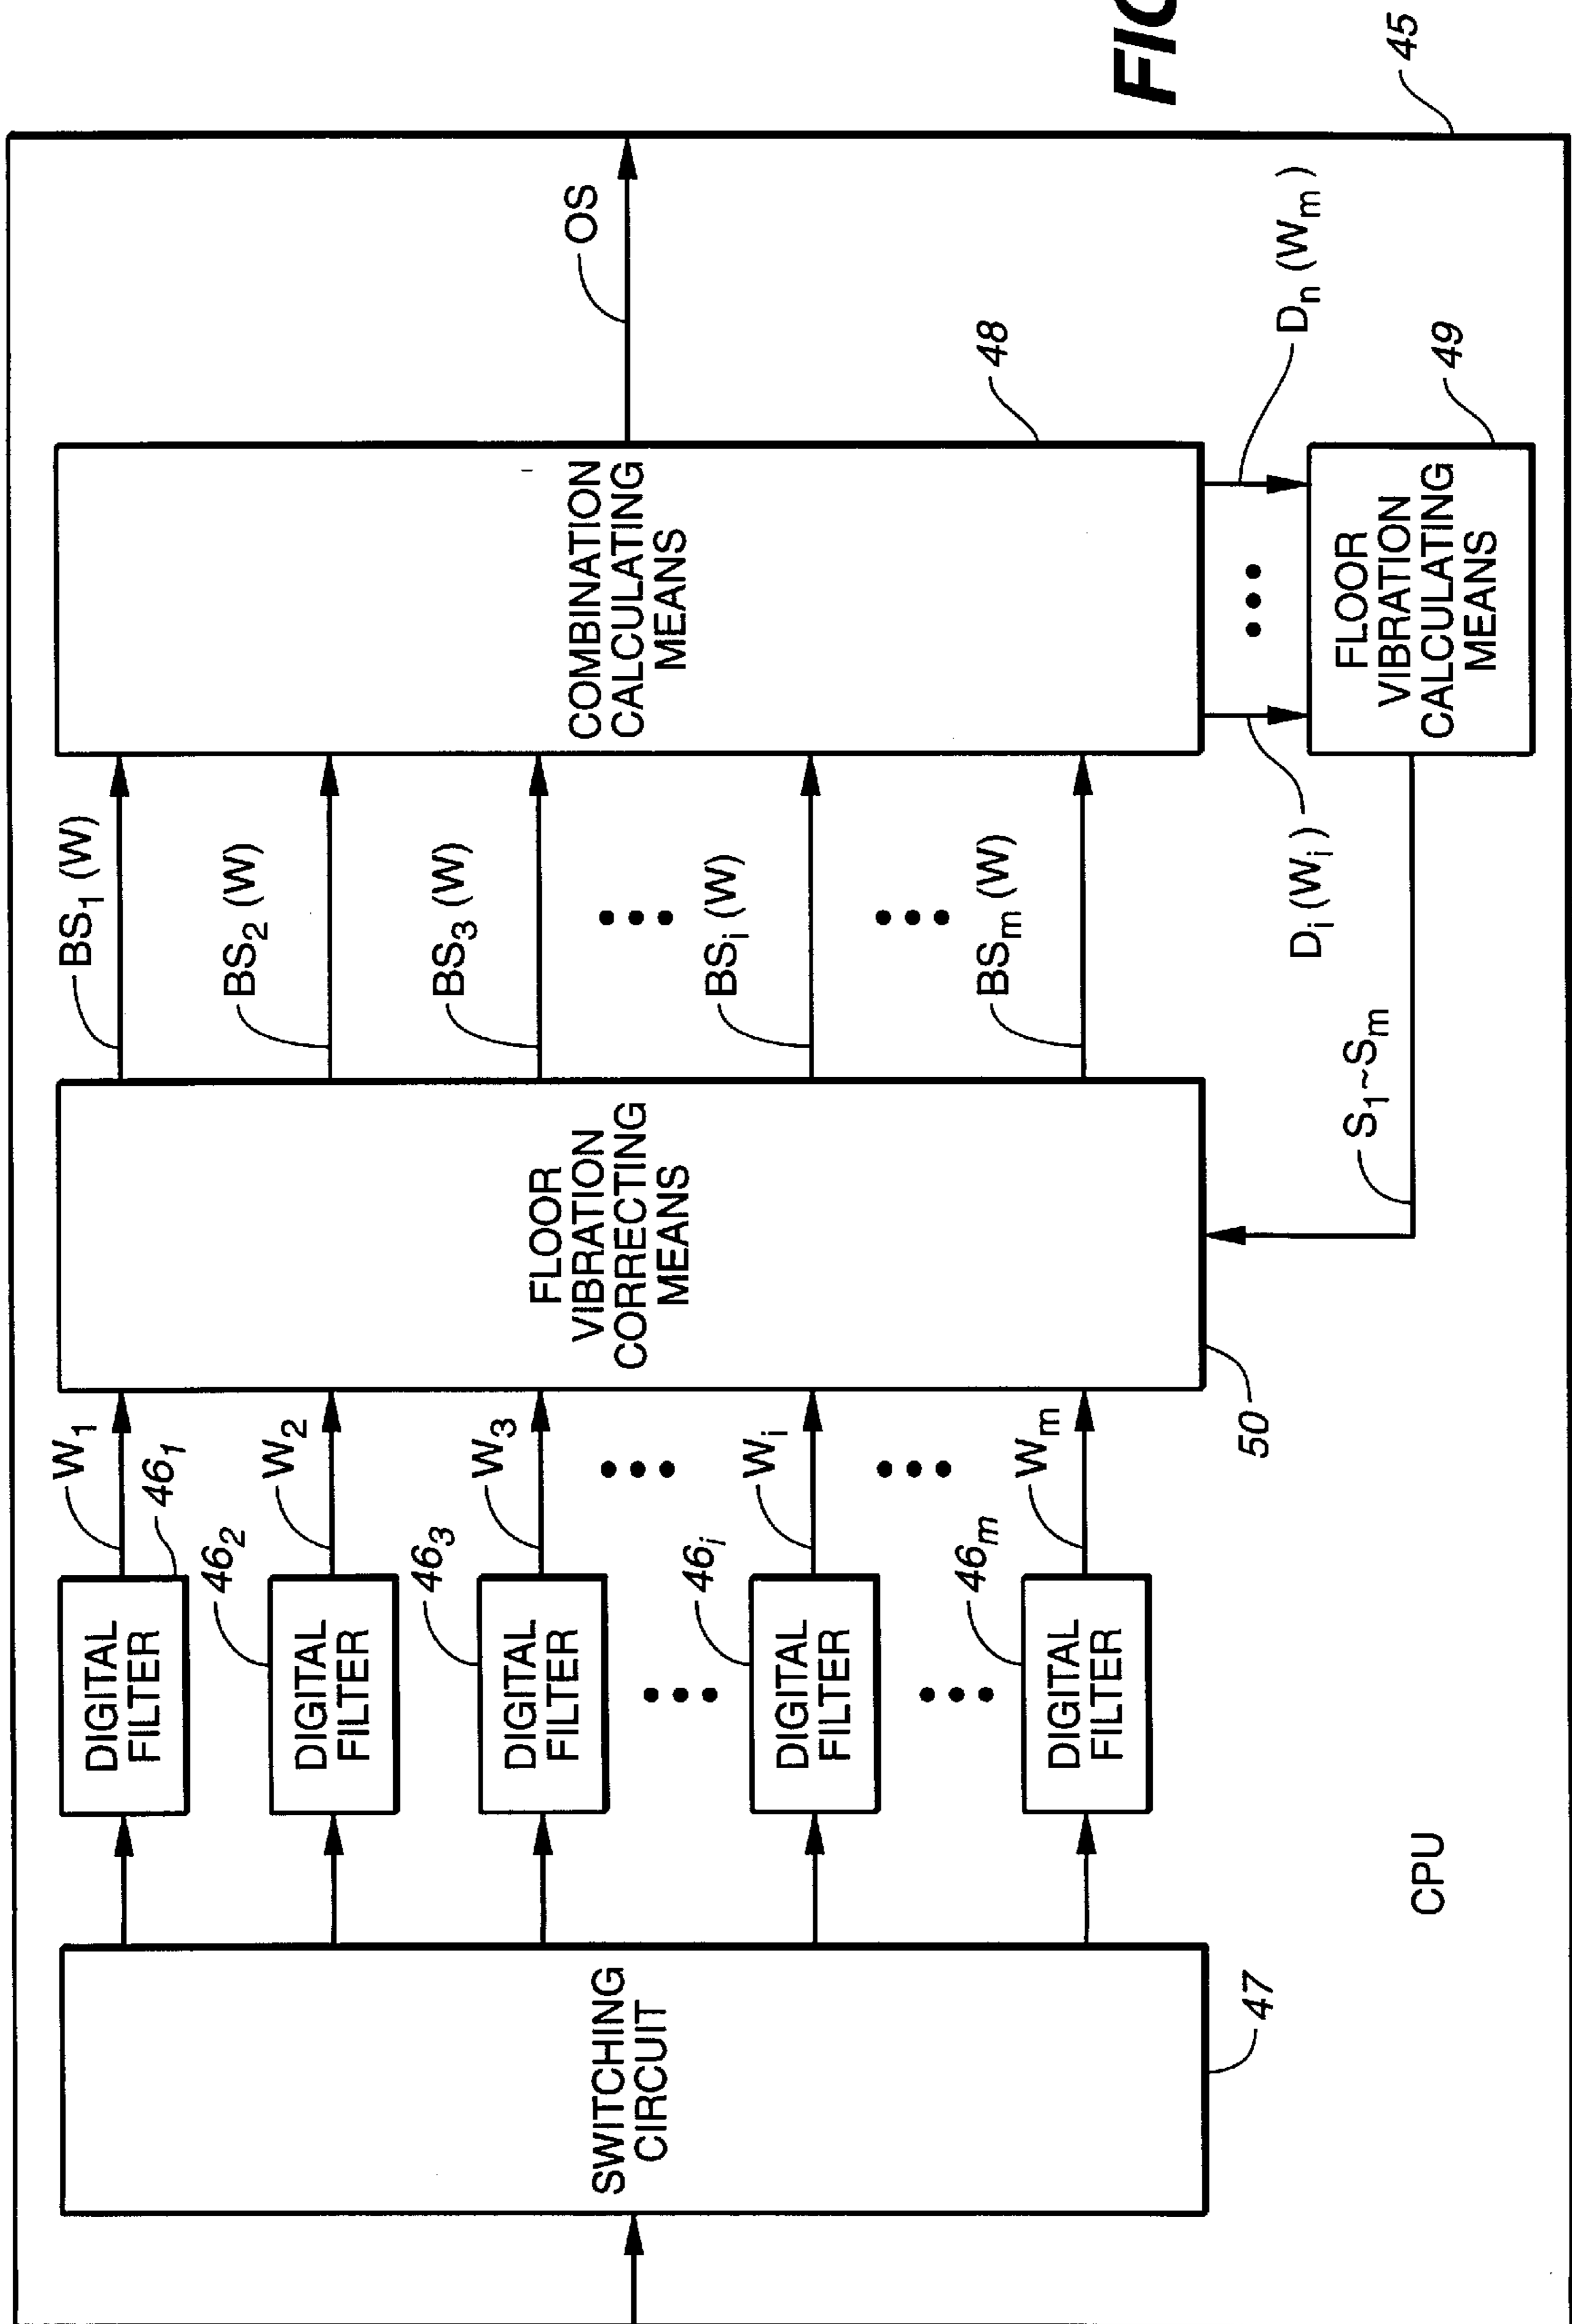 SWITCHING
CIRCUIT
47
DIGITAL
FILTER
46₁
W₁
DIGITAL
FILTER
46₂
W₂
DIGITAL
FILTER
46₃
W₃
DIGITAL
FILTER
46ᵢ
Wᵢ
DIGITAL
FILTER
46ₘ
Wₘ
FLOOR
VIBRATION
CORRECTING
MEANS
50
BS₁ (W)
BS₂ (W)
BS₃ (W)
BSᵢ (W)
BSₘ (W)
COMBINATION
CALCULATING
MEANS
48
OS
Dᵢ (Wᵢ)
Dₙ (Wₘ)
FLOOR
VIBRATION
CALCULATING
MEANS
49
S₁~Sₘ
CPU
45